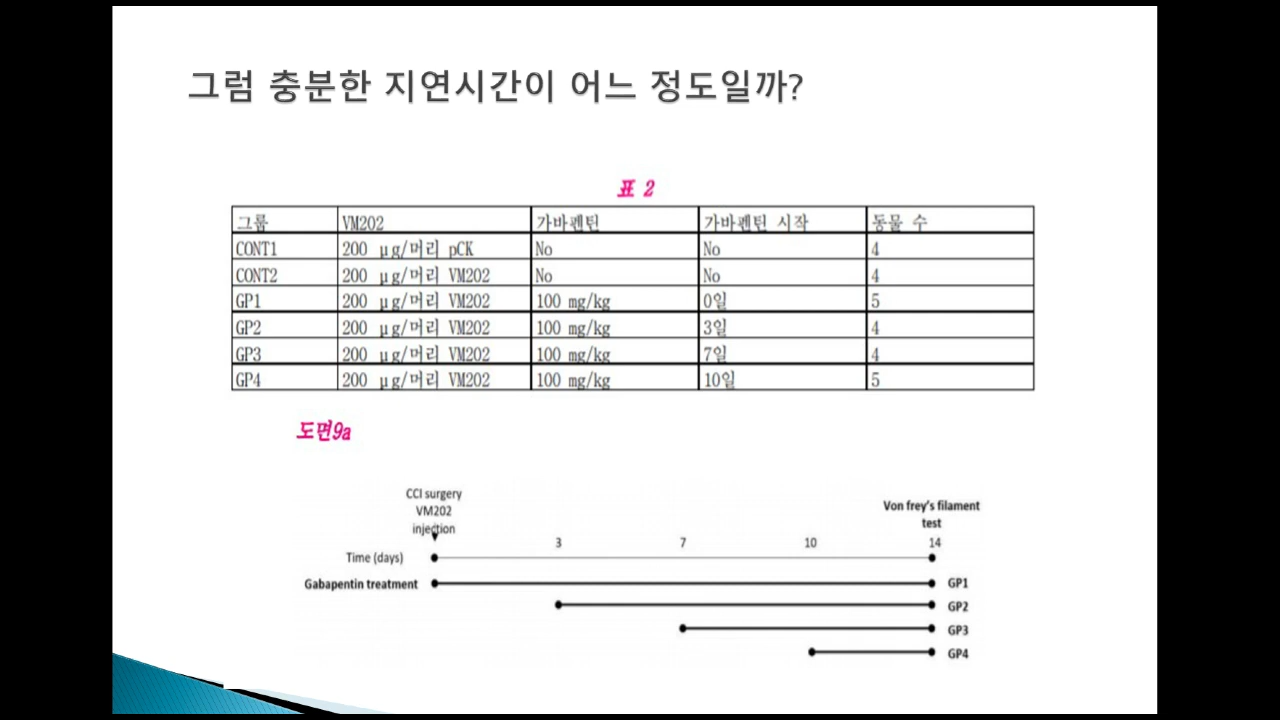 그럼 충분한 지연시간이 어느 정도일까?
표 2
그룹 VM202 가바펜틴 가바펜틴 시작 동물 수
CONT1 200 µg/머리 pCK No No 4
CONT2 200 µg/머리 VM202 No No 4
GP1 200 µg/머리 VM202 100 mg/kg 0일 5
GP2 200 µg/머리 VM202 100 mg/kg 3일 4
GP3 200 µg/머리 VM202 100 mg/kg 7일 4
GP4 200 µg/머리 VM202 100 mg/kg 10일 5
도면9a
CCI surgery
VM202
injection
Von frey's filament
test
3 7 10 14
Time (days)
Gabapentin treatment GP1
GP2
GP3
GP4